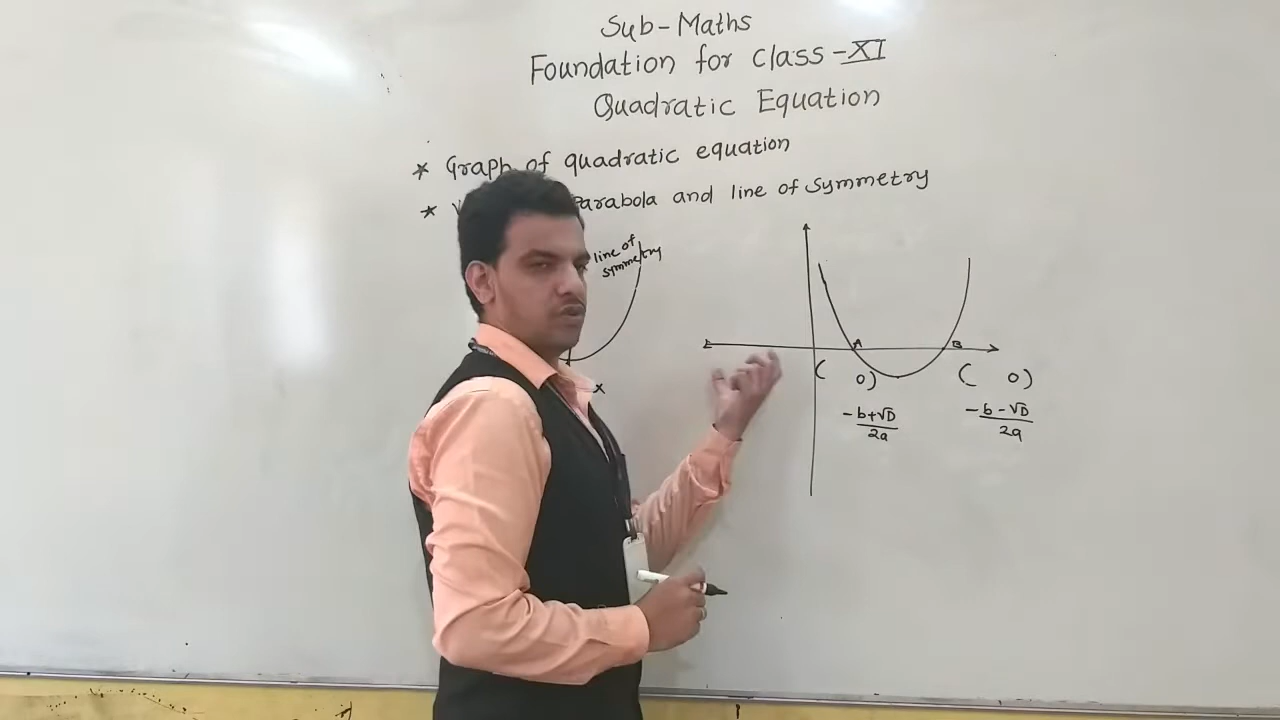 Sub-Maths
Foundation for class-XI
Quadratic Equation
* Graph of quadratic equation
* Parabola and line of symmetry
line of
symmetry
X
A
B
( 0)
( 0)
-b+√D
2a
-b-√D
2a